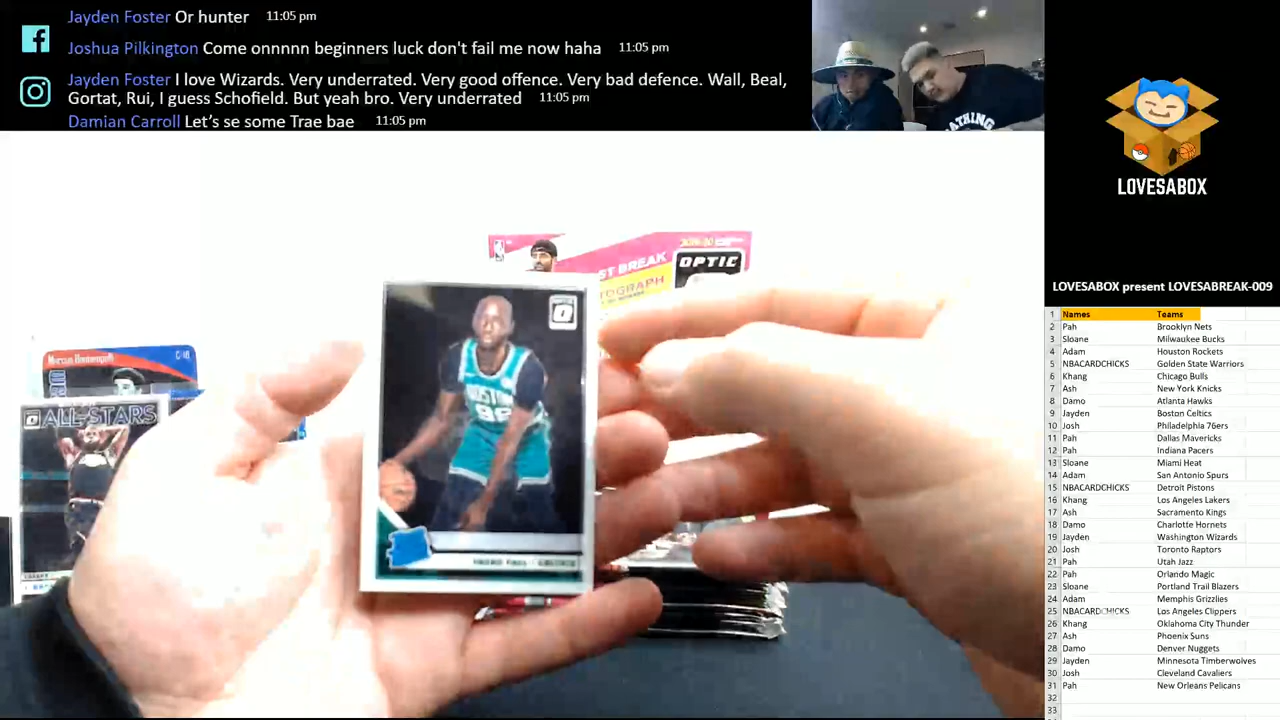 Jayden Foster Or hunter 11:05 pm
Joshua Pilkington Come onnnnn beginners luck don't fail me now haha 11:05 pm
Jayden Foster I love Wizards. Very underrated. Very good offence. Very bad defence. Wall, Beal,
Gortat, Rui, I guess Schofield. But yeah bro. Very underrated 11:05 pm
Damian Carroll Let's se some Trae bae 11:05 pm
LOVESABOX
LOVESABOX present LOVESABREAK-009
1 Names Teams
2 Pah Brooklyn Nets
3 Sloane Milwaukee Bucks
4 Adam Houston Rockets
5 NBACARDCHICKS Golden State Warriors
6 Khang Chicago Bulls
7 Ash New York Knicks
8 Damo Atlanta Hawks
9 Jayden Boston Celtics
10 Josh Philadelphia 76ers
11 Pah Dallas Mavericks
12 Pah Indiana Pacers
13 Sloane Miami Heat
14 Adam San Antonio Spurs
15 NBACARDCHICKS Detroit Pistons
16 Khang Los Angeles Lakers
17 Ash Sacramento Kings
18 Damo Charlotte Hornets
19 Jayden Washington Wizards
20 Josh Toronto Raptors
21 Pah Utah Jazz
22 Pah Orlando Magic
23 Sloane Portland Trail Blazers
24 Adam Memphis Grizzlies
25 NBACARDCHICKS Los Angeles Clippers
26 Khang Oklahoma City Thunder
27 Ash Phoenix Suns
28 Damo Denver Nuggets
29 Jayden Minnesota Timberwolves
30 Josh Cleveland Cavaliers
31 Pah New Orleans Pelicans
32
33
ST BREAK
OPTIC
TOGRAPH
ALL-STARS